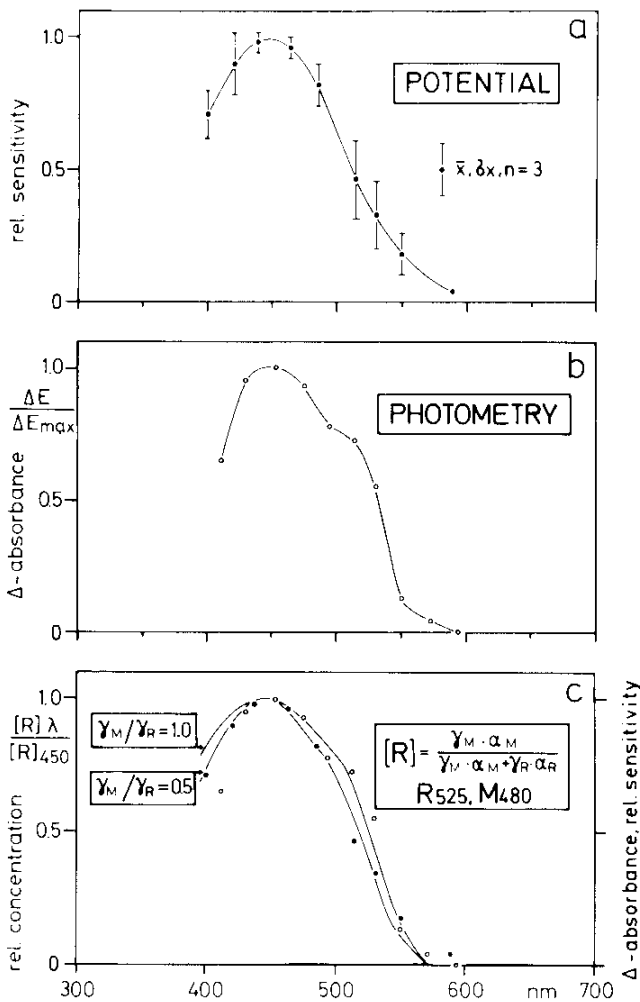 a
1.0
0.5
0
rel. sensitivity
POTENTIAL
x̄, δx, n = 3
b
1.0
0.5
0
ΔE
ΔEmax
Δ-absorbance
PHOTOMETRY
c
1.0
0.5
0
[R] λ
[R]450
rel. concentration
γM/γR = 1.0
γM/γR = 0.5
[R] = γM · αM / γM · αM + γR · αR
R525, M480
Δ-absorbance, rel. sensitivity
300 400 500 nm 600 700